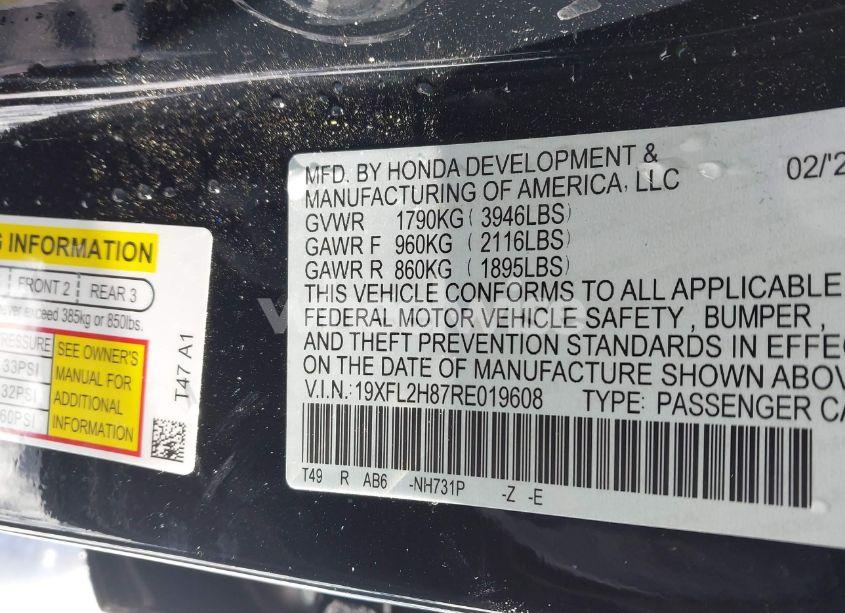 G INFORMATION
FRONT 2 REAR 3
ever exceed 385kg or 850lbs.
RESSURE
33PSI
32PSI
60PSI
SEE OWNER'S
MANUAL FOR
ADDITIONAL
INFORMATION
T47 A1
MFD. BY HONDA DEVELOPMENT & 02/'2
MANUFACTURING OF AMERICA, LLC
GVWR 1790KG ( 3946LBS )
GAWR F 960KG ( 2116LBS )
GAWR R 860KG ( 1895LBS )
THIS VEHICLE CONFORMS TO ALL APPLICABLE
FEDERAL MOTOR VEHICLE SAFETY , BUMPER ,
AND THEFT PREVENTION STANDARDS IN EFFEC
ON THE DATE OF MANUFACTURE SHOWN ABOV
V.I.N.: 19XFL2H87RE019608 TYPE: PASSENGER CA
T49 R AB6 -NH731P -Z -E